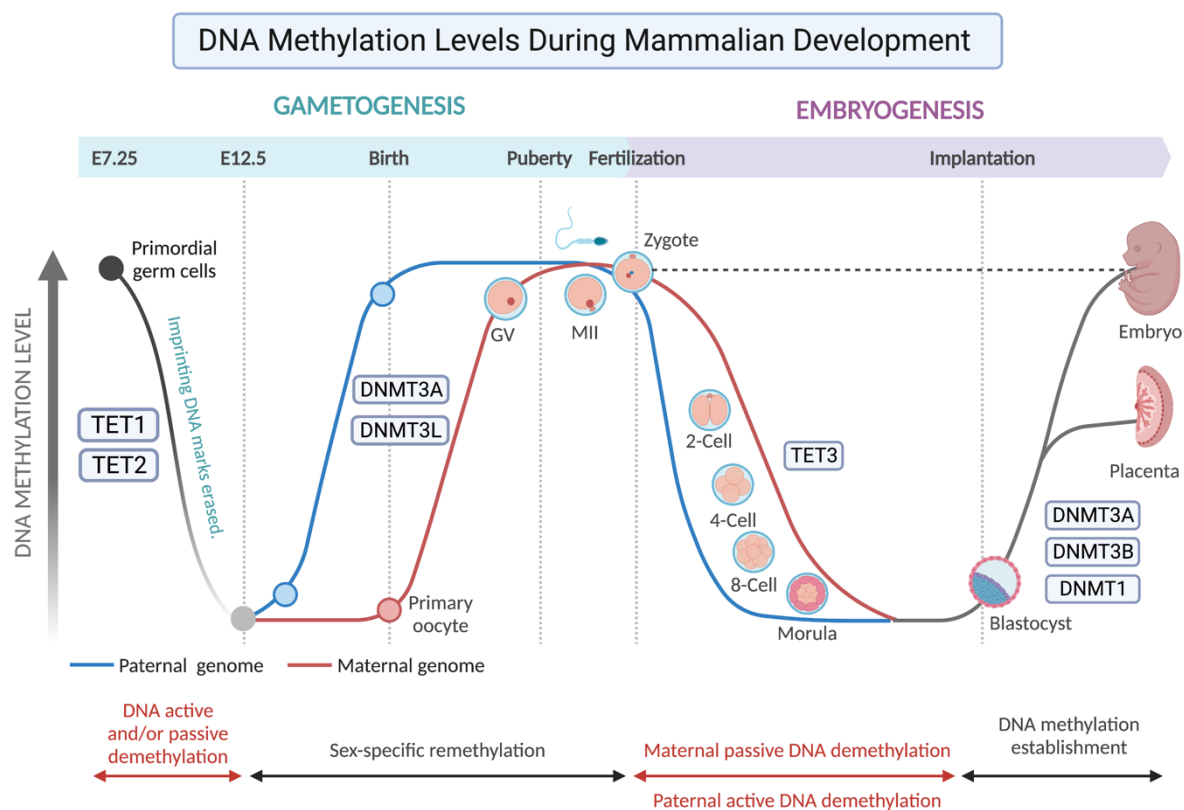 DNA Methylation Levels During Mammalian Development
GAMETOGENESIS
EMBRYOGENESIS
E7.25
E12.5
Birth
Puberty
Fertilization
Implantation
DNA METHYLATION LEVEL
Primordial
germ cells
Imprinting DNA marks erased.
TET1
TET2
DNMT3A
DNMT3L
GV
MII
Zygote
Primary
oocyte
2-Cell
4-Cell
8-Cell
Morula
TET3
Blastocyst
Embryo
Placenta
DNMT3A
DNMT3B
DNMT1
Paternal genome
Maternal genome
DNA active
and/or passive
demethylation
Sex-specific remethylation
Maternal passive DNA demethylation
Paternal active DNA demethylation
DNA methylation
establishment